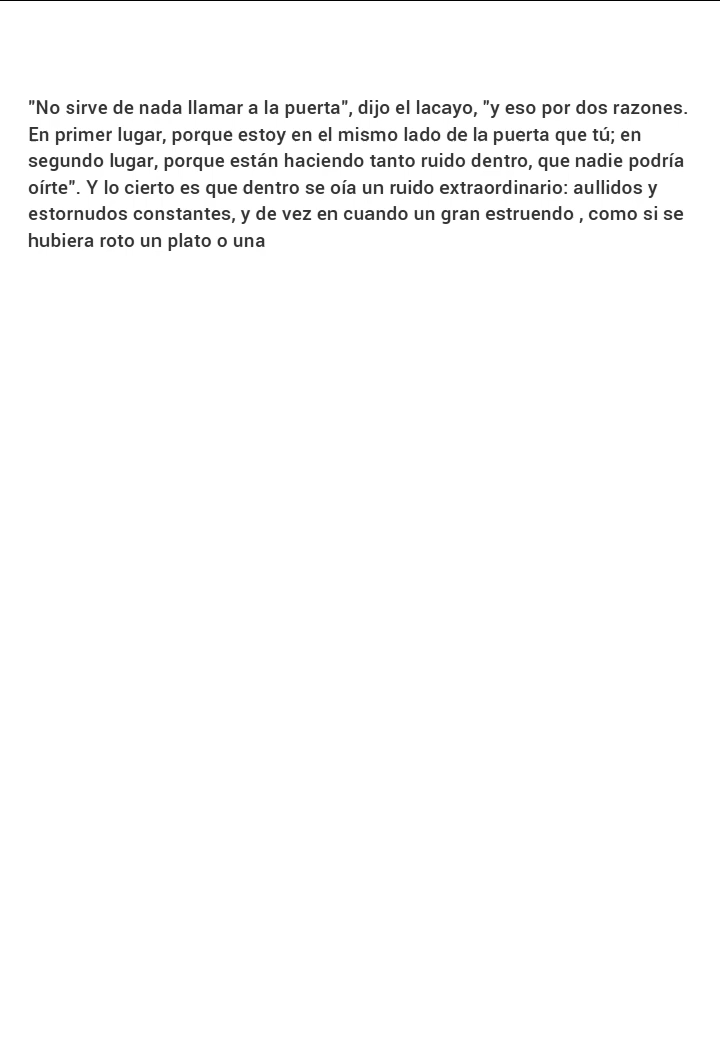 "No sirve de nada llamar a la puerta", dijo el lacayo, "y eso por dos razones.
En primer lugar, porque estoy en el mismo lado de la puerta que tú; en
segundo lugar, porque están haciendo tanto ruido dentro, que nadie podría
oírte". Y lo cierto es que dentro se oía un ruido extraordinario: aullidos y
estornudos constantes, y de vez en cuando un gran estruendo , como si se
hubiera roto un plato o una